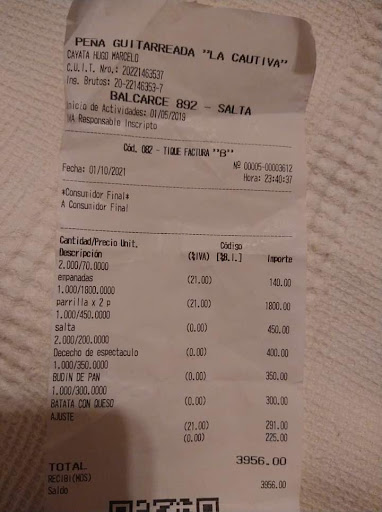 PEÑA GUITARREADA "LA CAUTIVA"
CAYATA HUGO MARCELO
C.U.I.T. Nro.: 20221463537
Ing. Brutos: 20-22146353-7
BALCARCE 892 - SALTA
Inicio de Actividades: 01/05/2019
IVA Responsable Inscripto
Cód. 082 - TIQUE FACTURA ""B""
Nº 00005-00003612
Fecha: 01/10/2021 Hora: 23:40:37
*Consumidor Final*
A Consumidor Final
Cantidad/Precio Unit. Código
Descripción (%IVA) [%B.I.] Importe
2.000/70.0000
empanadas (21.00) 140.00
1.000/1800.0000
parrilla x 2 p (21.00) 1800.00
1.000/450.0000
salta (0.00) 450.00
2.000/200.0000
Dececho de espectaculo (0.00) 400.00
1.000/350.0000
BUDIN DE PAN (0.00) 350.00
1.000/300.0000
BATATA CON QUESO (0.00) 300.00
AJUSTE
(21.00) 291.00
(0.00) 225.00
TOTAL 3956.00
RECIBI(MOS)
Saldo 3956.00